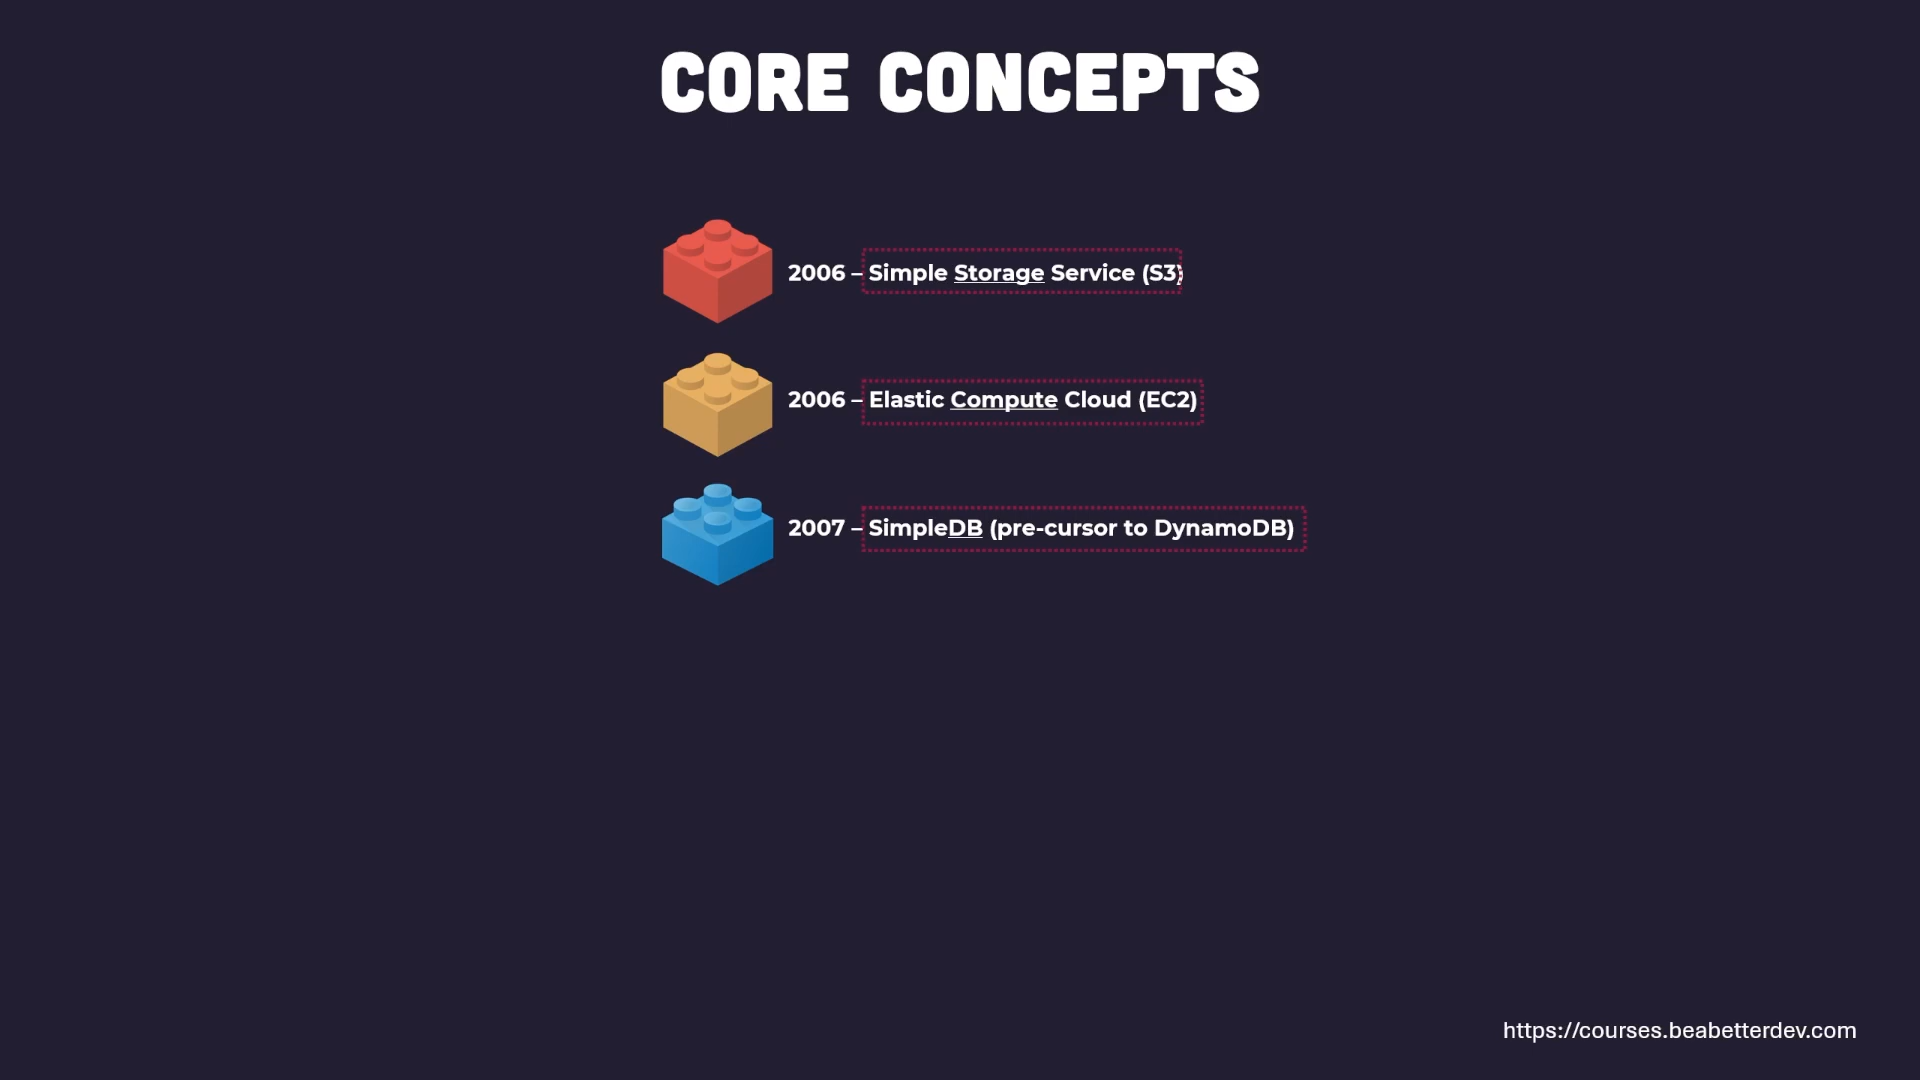 CORE CONCEPTS
2006 – Simple Storage Service (S3)
2006 – Elastic Compute Cloud (EC2)
2007 – SimpleDB (pre-cursor to DynamoDB)
https://courses.beabetterdev.com